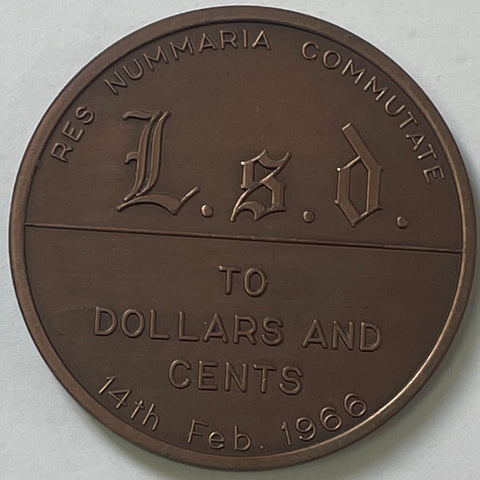 RES NUMMARIA COMMUTATE
L.s.d.
TO
DOLLARS AND
CENTS
14th Feb. 1966